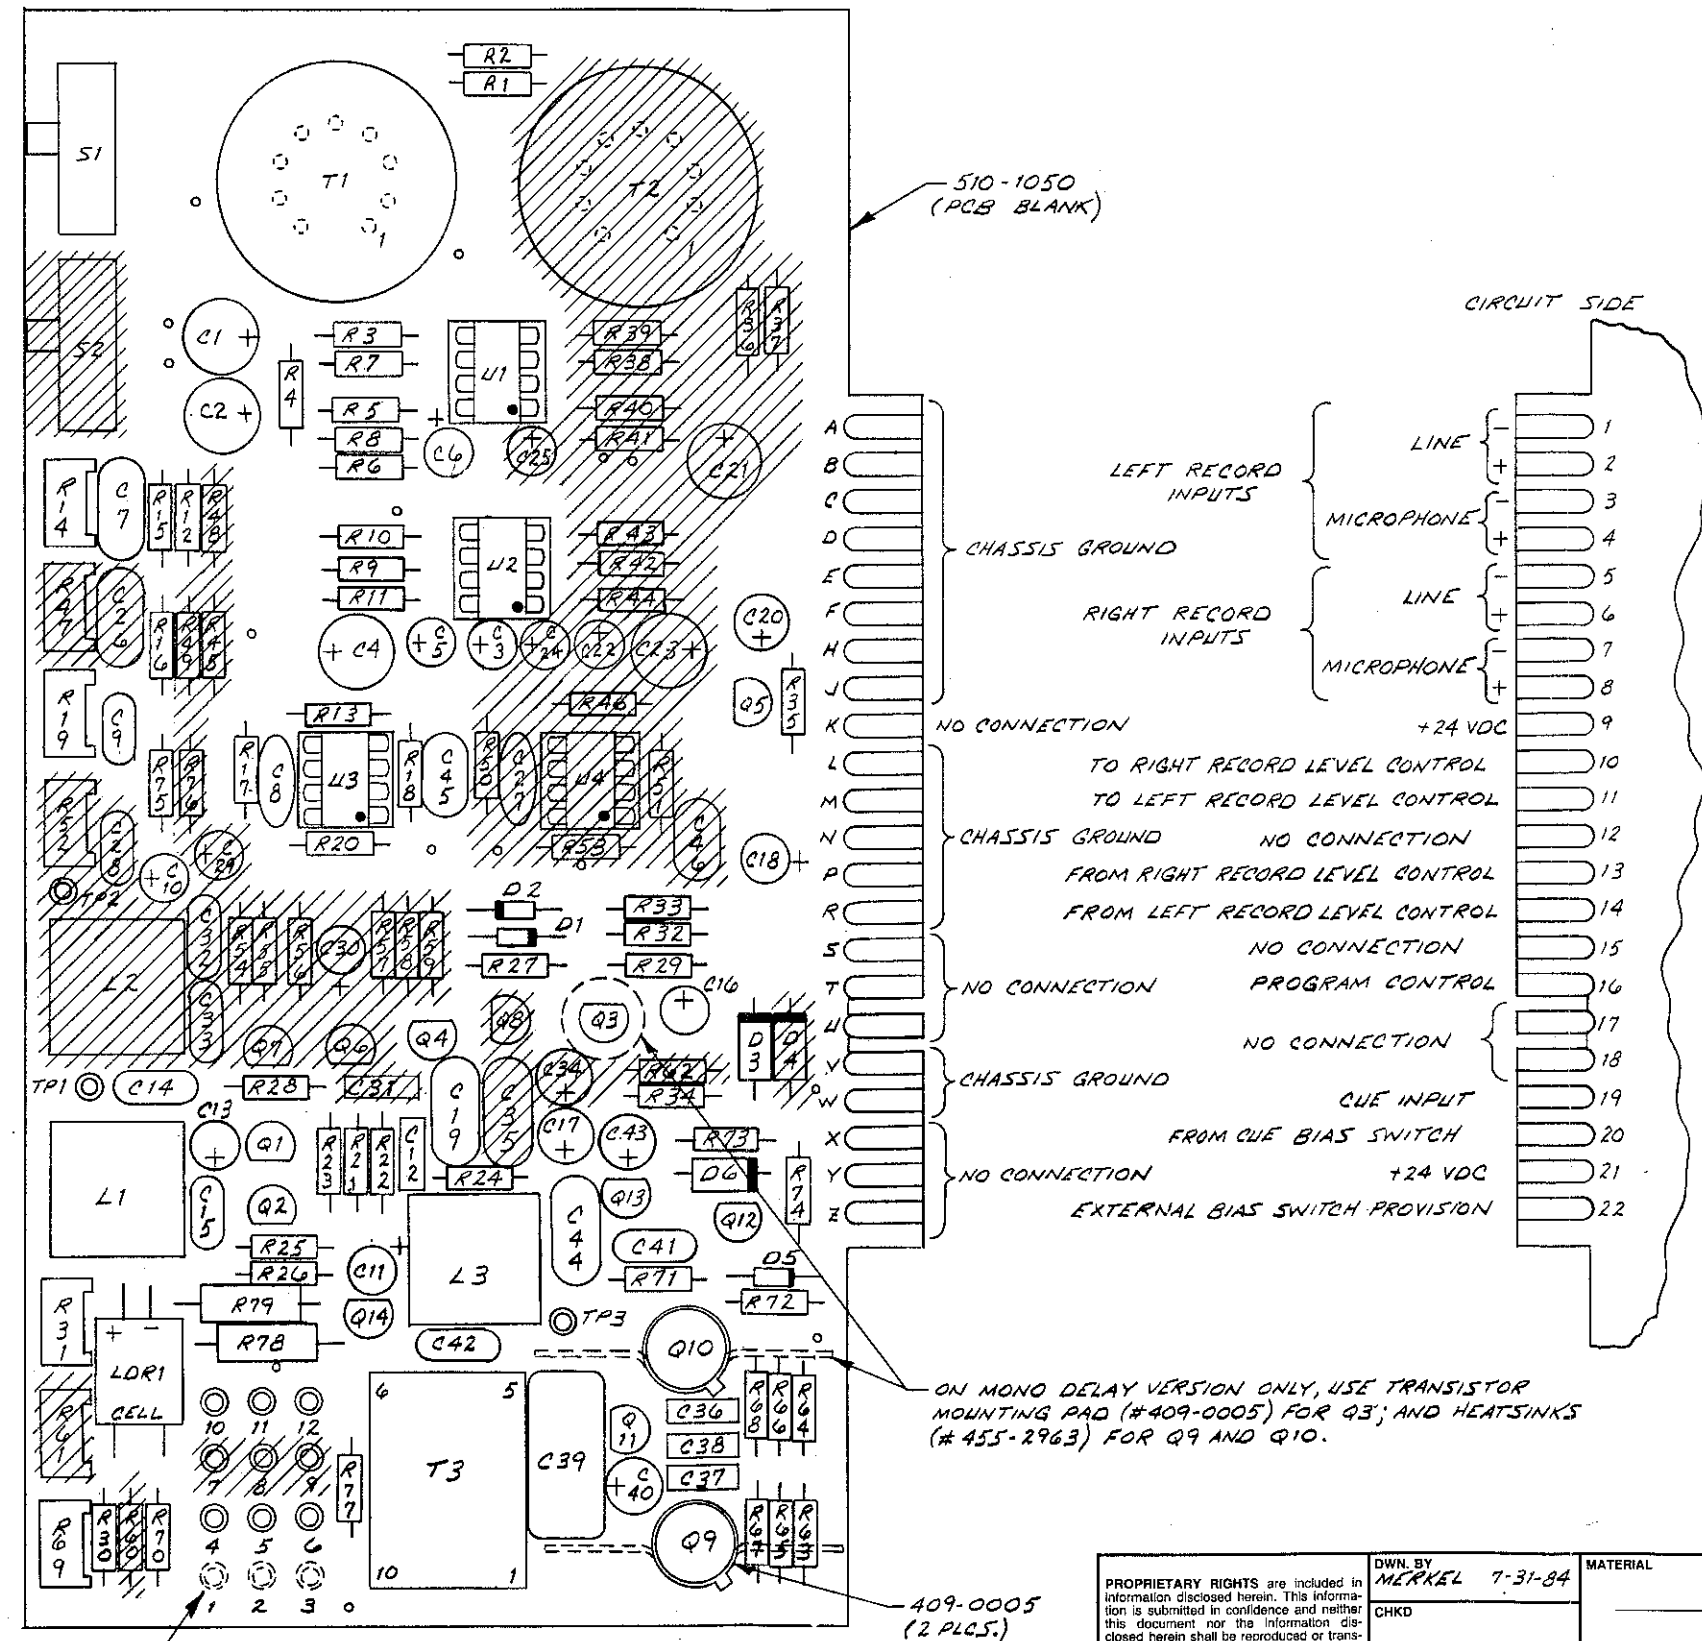 R2
R1
S1
T1
T2
1
1
510-1050
(PCB BLANK)
S2
C1 +
C2 +
R4
R3
R7
R5
R8
R6
U1
+
C6
+
C25
R39
R38
R40
R41
R36
R37
+
C21
R14
C7
R15
R12
R48
R10
R9
R11
U2
R43
R42
R44
R47
C26
R16
R49
R45
+ C4
+ C5
+ C3
+ C24
+
C22
C23 +
C20
+
R19
C9
R13
R46
Q5
R35
R75
R76
R17
C8
U3
R18
C45
R50
C27
U4
R51
R52
C28
+ C10
+ C29
R20
R53
C46
C18 +
TP2
D2
D1
R33
R32
R27
R29
L2
C32
C33
R54
R55
R56
C30
+
R57
R58
R59
C16
+
Q7
Q6
Q4
Q8
Q3
D3
D4
TP1
C14
R28
C31
C19
C35
C34
+
R62
R34
C13
+
Q1
R23
R21
R22
C12
R24
C17
+
C43
+
R73
D6
R74
L1
C15
Q2
C44
Q13
Q12
R25
R26
C11
+
L3
C41
R71
D5
R72
R31
R79
R78
Q14
C42
TP3
Q10
+ -
LDR1
CELL
R61
10 11 12
7 8 9
4 5 6
1 2 3
R77
6 5
T3
10 1
C39
Q11
C36
C38
C37
+ C40
Q9
R68
R66
R64
R67
R65
R63
R69
R30
R60
R70
409-0005
(2 PLCS.)
A
B
C
D
E
F
H
J
K
L
M
N
P
R
S
T
U
V
W
X
Y
Z
CHASSIS GROUND
NO CONNECTION
CHASSIS GROUND
NO CONNECTION
CHASSIS GROUND
NO CONNECTION
CIRCUIT SIDE
LEFT RECORD
INPUTS
LINE
- 1
+ 2
MICROPHONE
- 3
+ 4
RIGHT RECORD
INPUTS
LINE
- 5
+ 6
MICROPHONE
- 7
+ 8
+24 VDC 9
TO RIGHT RECORD LEVEL CONTROL 10
TO LEFT RECORD LEVEL CONTROL 11
NO CONNECTION 12
FROM RIGHT RECORD LEVEL CONTROL 13
FROM LEFT RECORD LEVEL CONTROL 14
NO CONNECTION 15
PROGRAM CONTROL 16
NO CONNECTION
17
18
CUE INPUT 19
FROM CUE BIAS SWITCH 20
+24 VDC 21
EXTERNAL BIAS SWITCH PROVISION 22
ON MONO DELAY VERSION ONLY, USE TRANSISTOR
MOUNTING PAD (#409-0005) FOR Q3; AND HEATSINKS
(#455-2963) FOR Q9 AND Q10.
PROPRIETARY RIGHTS are included in
information disclosed herein. This informa-
tion is submitted in confidence and neither
this document nor the information dis-
closed herein shall be reproduced or trans-
DWN. BY
MERKEL 7-31-84
CHKD
MATERIAL